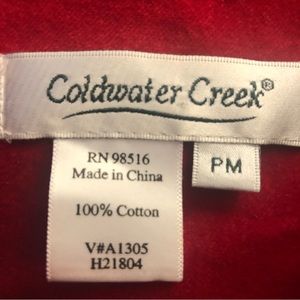 Coldwater Creek®
RN 98516
Made in China
PM
100% Cotton
V#A1305
H21804